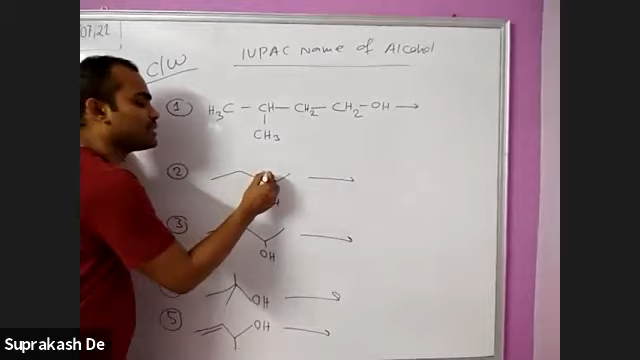 07/21
C/W
IUPAC Name of Alcohol
① H₃C – CH – CH₂ – CH₂ – OH →
CH₃
②
H
③
OH
OH
⑤ OH
Suprakash De